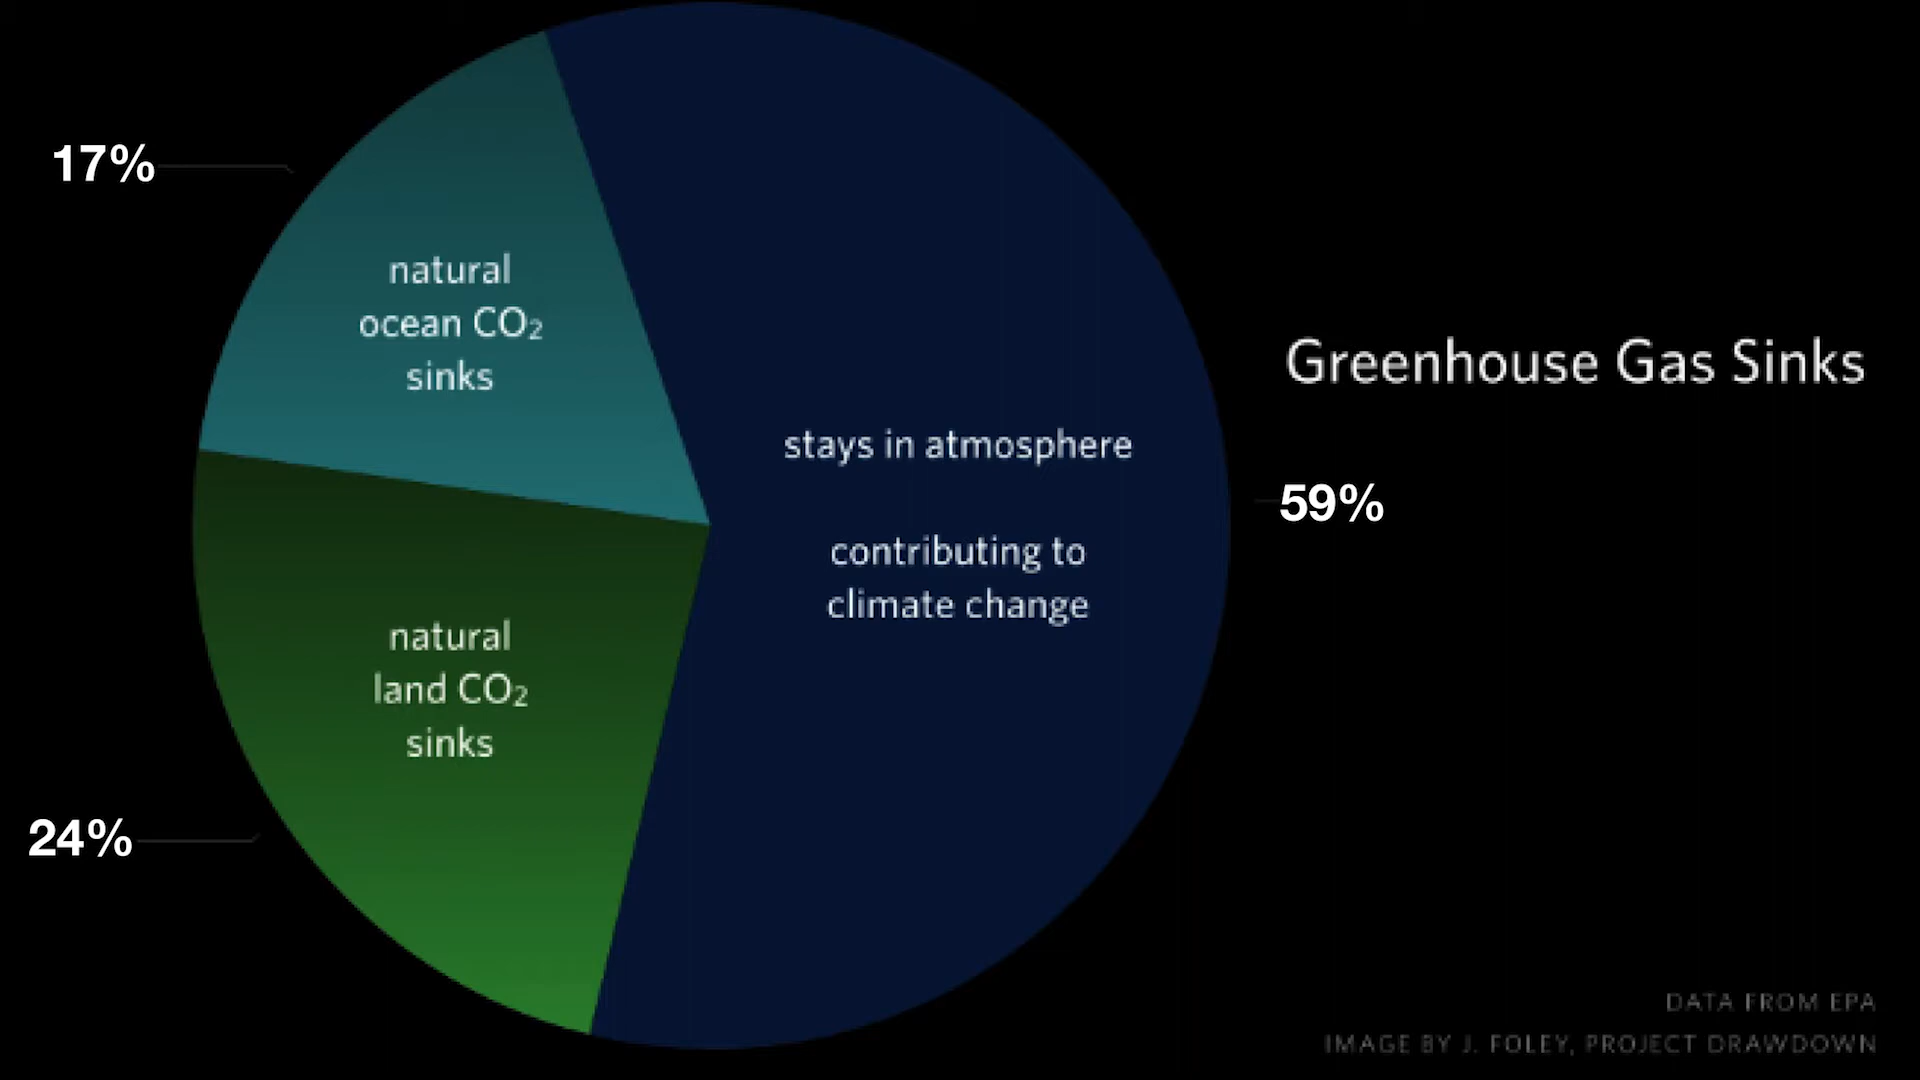 17%
natural
ocean CO₂
sinks
Greenhouse Gas Sinks
stays in atmosphere
59%
contributing to
climate change
natural
land CO₂
sinks
24%
DATA FROM EPA
IMAGE BY J. FOLEY, PROJECT DRAWDOWN